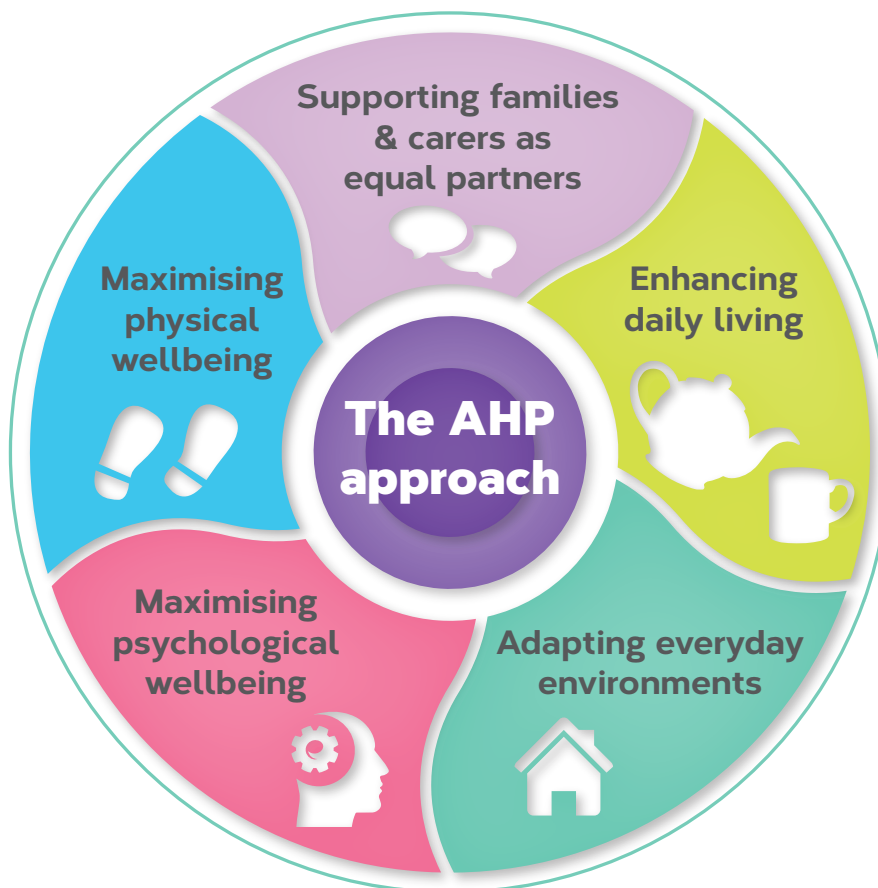 Supporting families
& carers as
equal partners
Enhancing
daily living
Adapting everyday
environments
Maximising
psychological
wellbeing
Maximising
physical
wellbeing
The AHP
approach